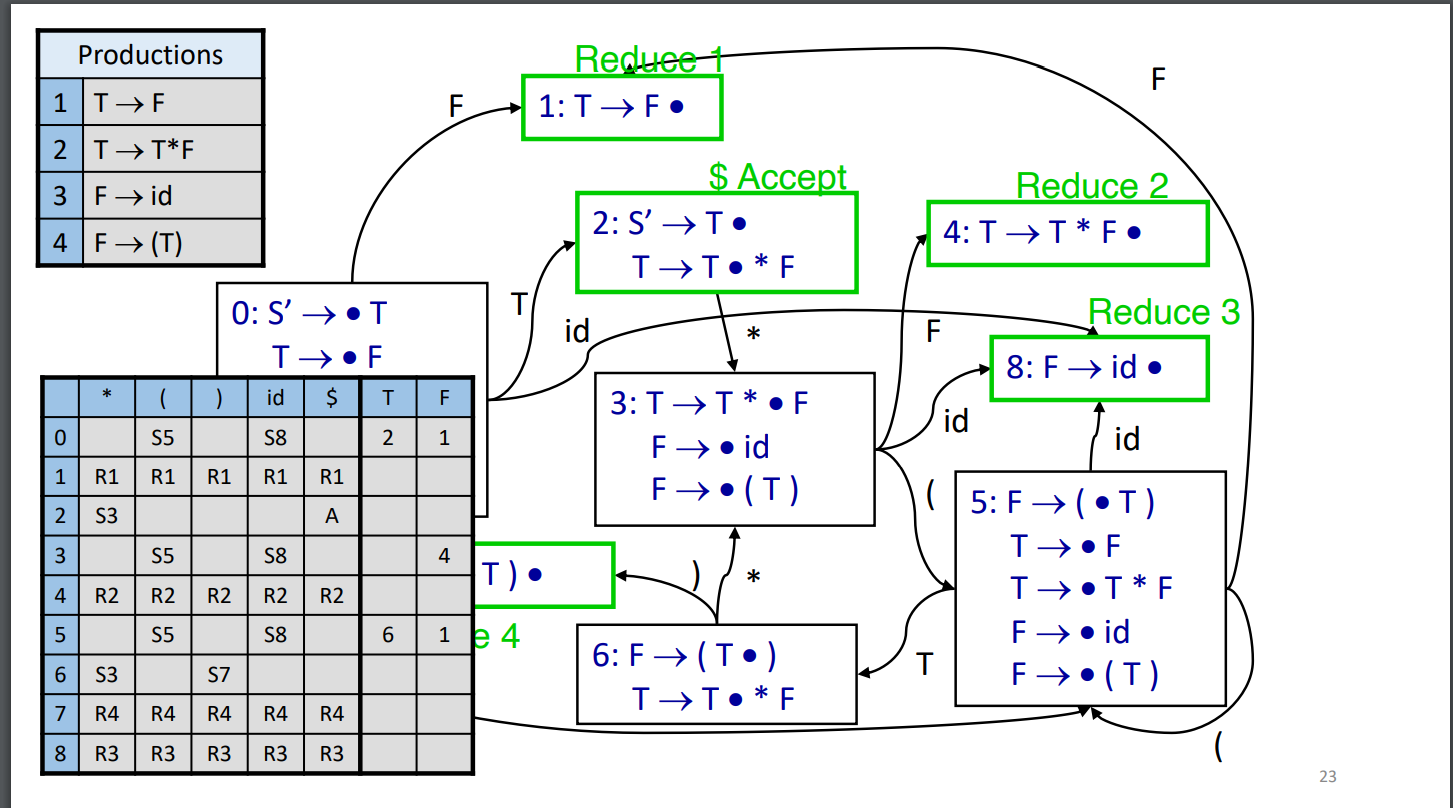 Productions
1 T → F
2 T → T*F
3 F → id
4 F → (T)
Reduce 1
F
F
1: T → F •
$ Accept
2: S’ → T •
T → T • * F
Reduce 2
4: T → T * F •
0: S’ → • T
T → • F
T
id
*
F
Reduce 3
8: F → id •
3: T → T * • F
F → • id
F → • ( T )
id
id
(
5: F → ( • T )
T → • F
T → • T * F
F → • id
F → • ( T )
T ) •
)
*
e 4
6: F → ( T • )
T → T • * F
T
(
* ( ) id $ T F
0 S5 S8 2 1
1 R1 R1 R1 R1 R1
2 S3 A
3 S5 S8 4
4 R2 R2 R2 R2 R2
5 S5 S8 6 1
6 S3 S7
7 R4 R4 R4 R4 R4
8 R3 R3 R3 R3 R3
23